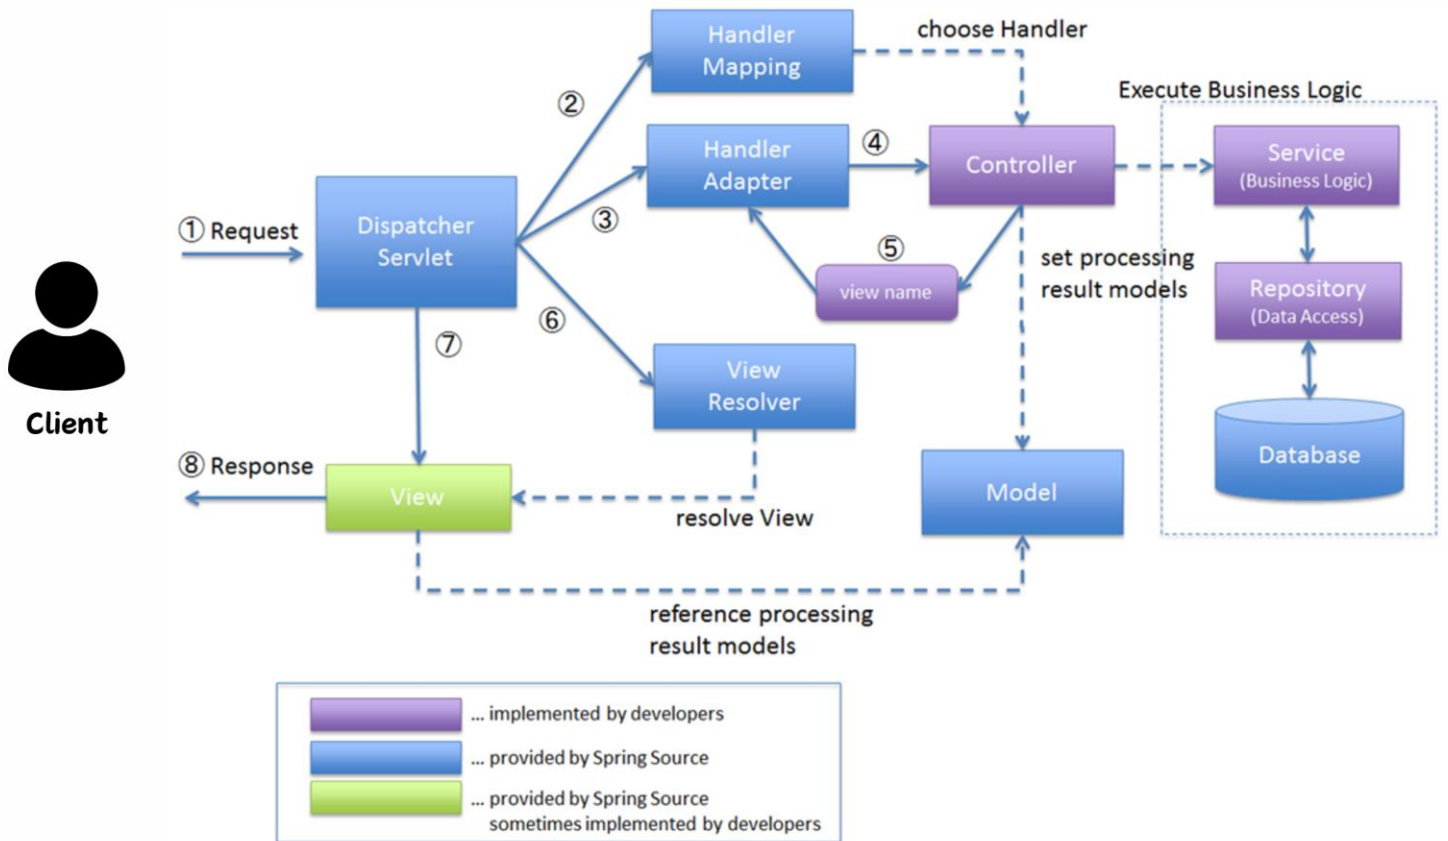 Handler
Mapping
choose Handler
Execute Business Logic
②
Handler
Adapter
④
Controller
Service
(Business Logic)
① Request
Dispatcher
Servlet
③
⑤
view name
set processing
result models
Repository
(Data Access)
⑥
⑦
View
Resolver
Client
Database
⑧ Response
View
resolve View
Model
reference processing
result models
... implemented by developers
... provided by Spring Source
... provided by Spring Source
sometimes implemented by developers